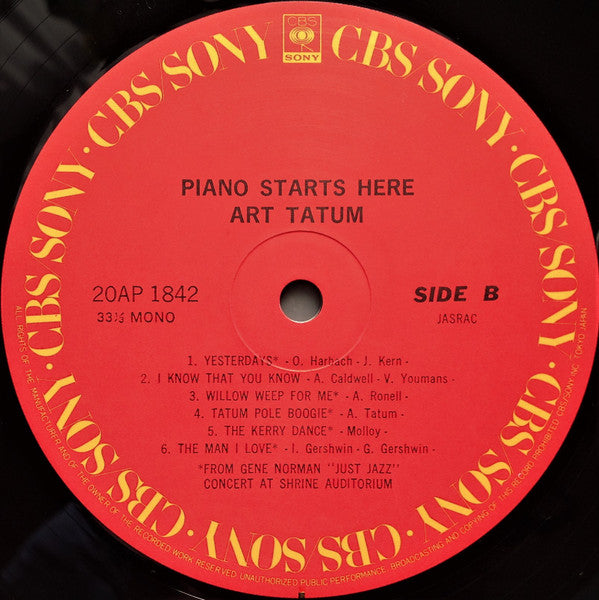 CBS
SONY
CBS/SONY · CBS/SONY · CBS/SONY · CBS/SONY · CBS/SONY · CBS/SONY · CBS/SONY ·
PIANO STARTS HERE
ART TATUM
20AP 1842
33⅓ MONO
SIDE B
JASRAC
1. YESTERDAYS* - O. Harbach - J. Kern -
2. I KNOW THAT YOU KNOW - A. Caldwell - V. Youmans -
3. WILLOW WEEP FOR ME* - A. Ronell -
4. TATUM POLE BOOGIE* - A. Tatum -
5. THE KERRY DANCE* - Molloy -
6. THE MAN I LOVE* - I. Gershwin - G. Gershwin -
*FROM GENE NORMAN "JUST JAZZ"
CONCERT AT SHRINE AUDITORIUM
ALL RIGHTS OF THE MANUFACTURER AND OF THE OWNER OF THE RECORDED WORK RESERVED. UNAUTHORIZED PUBLIC PERFORMANCE, BROADCASTING AND COPYING OF THIS RECORD PROHIBITED CBS/SONY INC. TOKYO JAPAN